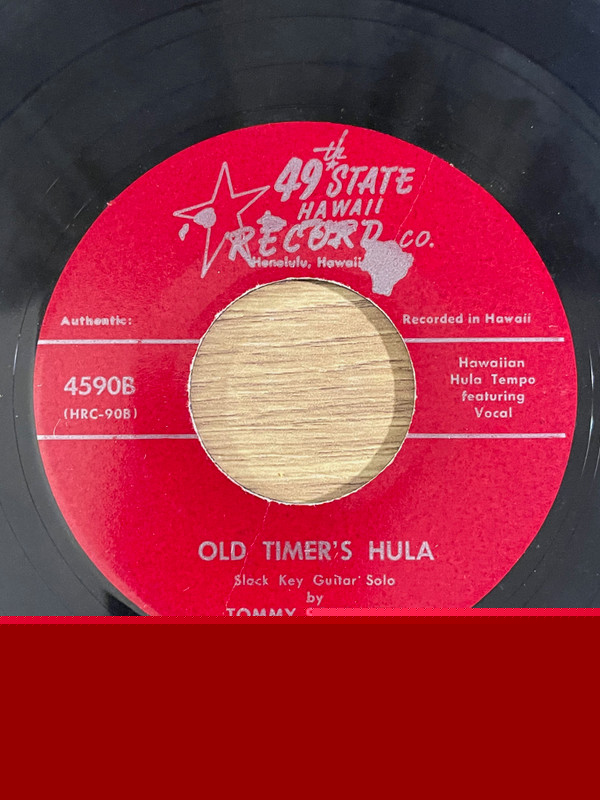 49th STATE
HAWAII
RECORD CO.
Honolulu, Hawaii
Authentic:
Recorded in Hawaii
4590B
(HRC-90B)
Hawaiian
Hula Tempo
featuring
Vocal
OLD TIMER'S HULA
Slack Key Guitar Solo
by
TOMMY